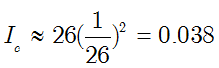 I_c ≈ 26(1/26)² = 0.038